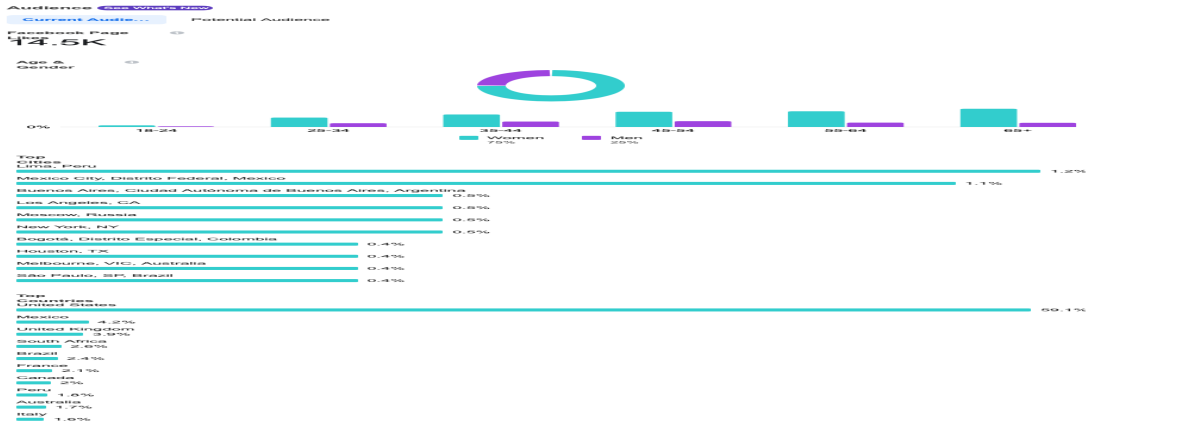 Audience See What's New
Current Audie... Potential Audience
Facebook Page
Likes
14.5K
Age &
Gender
0%
18-24 25-34 35-44 45-54 55-64 65+
Women Men
75% 25%
Top
Cities
Lima, Peru
1.2%
Mexico City, Distrito Federal, Mexico
1.1%
Buenos Aires, Ciudad Autónoma de Buenos Aires, Argentina
0.5%
Los Angeles, CA
0.5%
Moscow, Russia
0.5%
New York, NY
0.5%
Bogotá, Distrito Especial, Colombia
0.4%
Houston, TX
0.4%
Melbourne, VIC, Australia
0.4%
São Paulo, SP, Brazil
0.4%
Top
Countries
United States
59.1%
Mexico
4.2%
United Kingdom
3.9%
South Africa
2.6%
Brazil
2.4%
France
2.1%
Canada
2%
Peru
1.8%
Australia
1.7%
Italy
1.6%